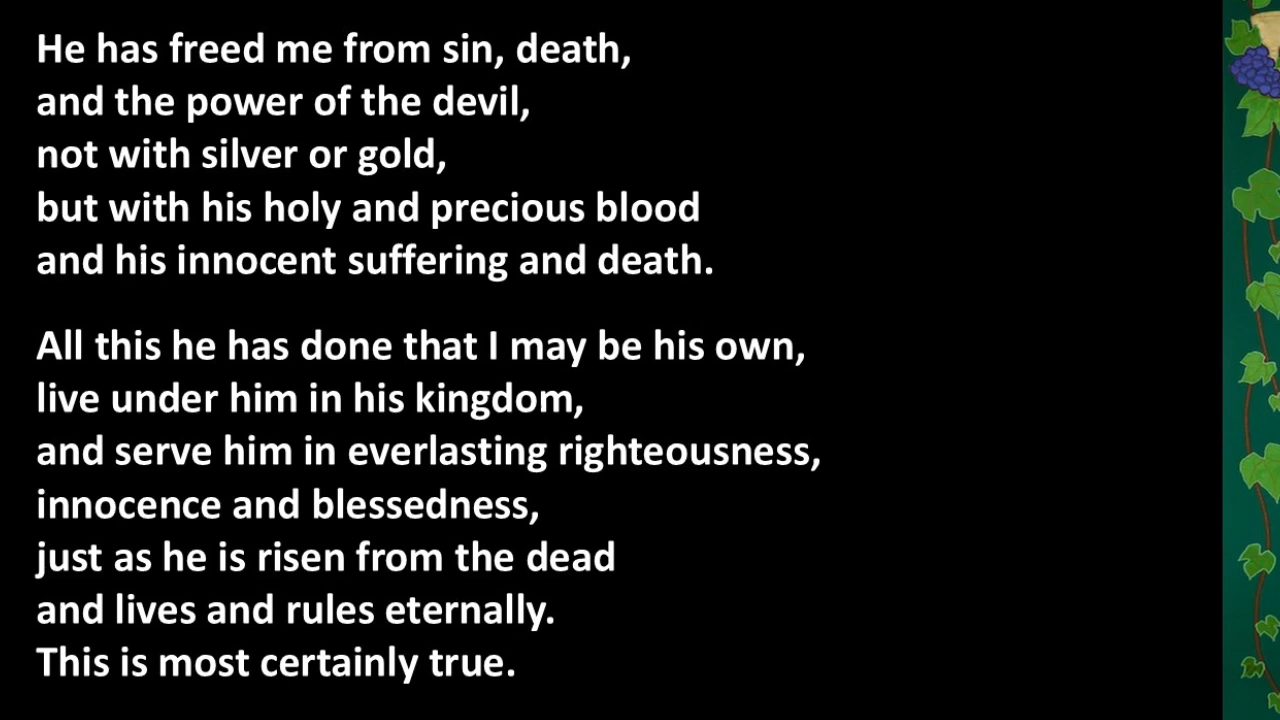 He has freed me from sin, death,
and the power of the devil,
not with silver or gold,
but with his holy and precious blood
and his innocent suffering and death.
All this he has done that I may be his own,
live under him in his kingdom,
and serve him in everlasting righteousness,
innocence and blessedness,
just as he is risen from the dead
and lives and rules eternally.
This is most certainly true.